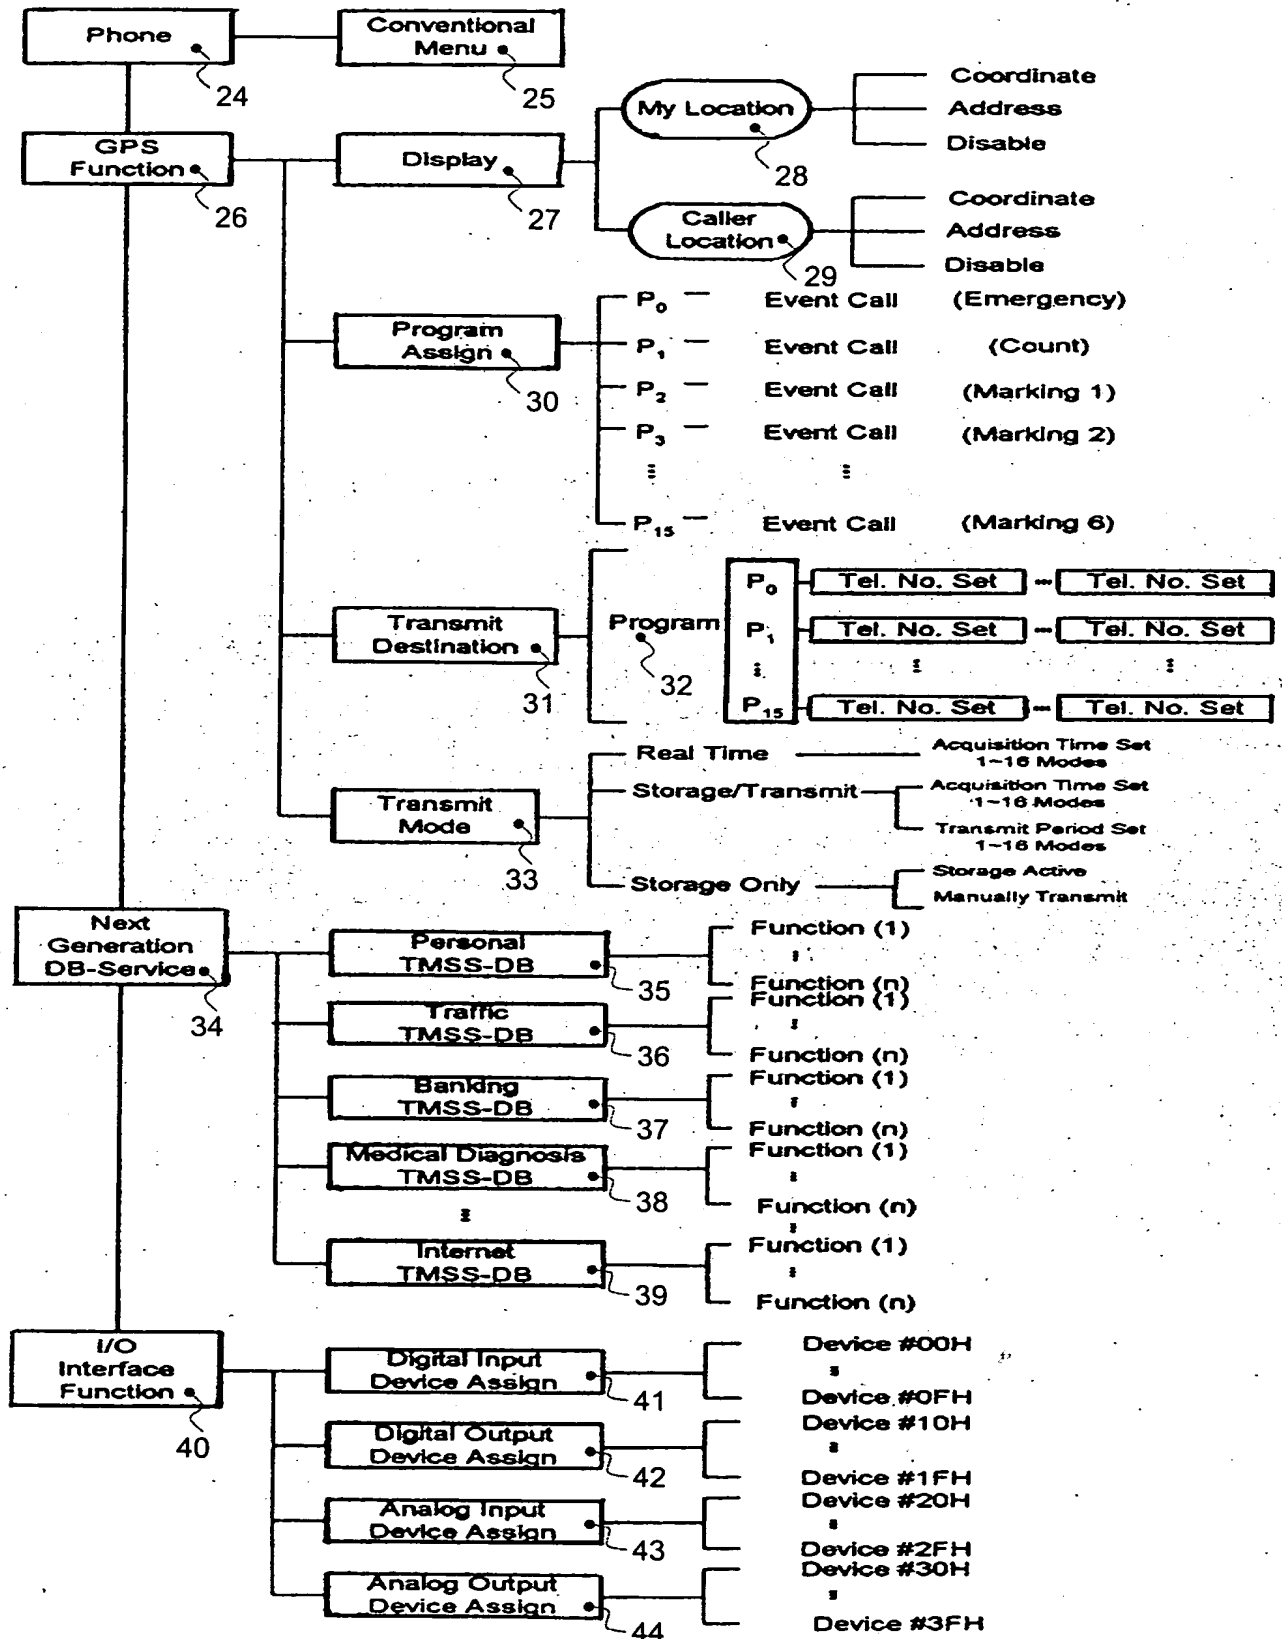 Phone
24
Conventional
Menu
25
GPS
Function
26
Display
27
My Location
28
Coordinate
Address
Disable
Caller
Location
29
Coordinate
Address
Disable
Program
Assign
30
P0 — Event Call (Emergency)
P1 — Event Call (Count)
P2 — Event Call (Marking 1)
P3 — Event Call (Marking 2)
P15 — Event Call (Marking 6)
Transmit
Destination
31
Program
32
P0 Tel. No. Set Tel. No. Set
P1 Tel. No. Set Tel. No. Set
P15 Tel. No. Set Tel. No. Set
Transmit
Mode
33
Real Time
Acquisition Time Set
1~16 Modes
Storage/Transmit
Acquisition Time Set
1~16 Modes
Transmit Period Set
1~16 Modes
Storage Only
Storage Active
Manually Transmit
Next
Generation
DB-Service
34
Personal
TMSS-DB
35
Function (1)
Function (n)
Traffic
TMSS-DB
36
Function (1)
Function (n)
Banking
TMSS-DB
37
Function (1)
Function (n)
Medical Diagnosis
TMSS-DB
38
Function (1)
Function (n)
Internet
TMSS-DB
39
Function (1)
Function (n)
I/O
Interface
Function
40
Digital Input
Device Assign
41
Device #00H
Device #0FH
Digital Output
Device Assign
42
Device #10H
Device #1FH
Analog Input
Device Assign
43
Device #20H
Device #2FH
Analog Output
Device Assign
44
Device #30H
Device #3FH